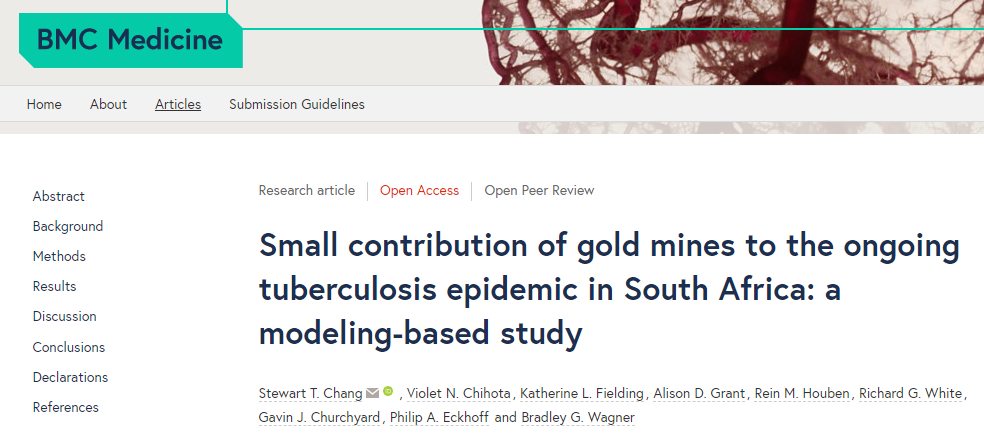 BMC Medicine
Home About Articles Submission Guidelines
Abstract
Background
Methods
Results
Discussion
Conclusions
Declarations
References
Research article Open Access Open Peer Review
Small contribution of gold mines to the ongoing
tuberculosis epidemic in South Africa: a
modeling-based study
Stewart T. Chang , Violet N. Chihota, Katherine L. Fielding, Alison D. Grant, Rein M. Houben, Richard G. White,
Gavin J. Churchyard, Philip A. Eckhoff and Bradley G. Wagner